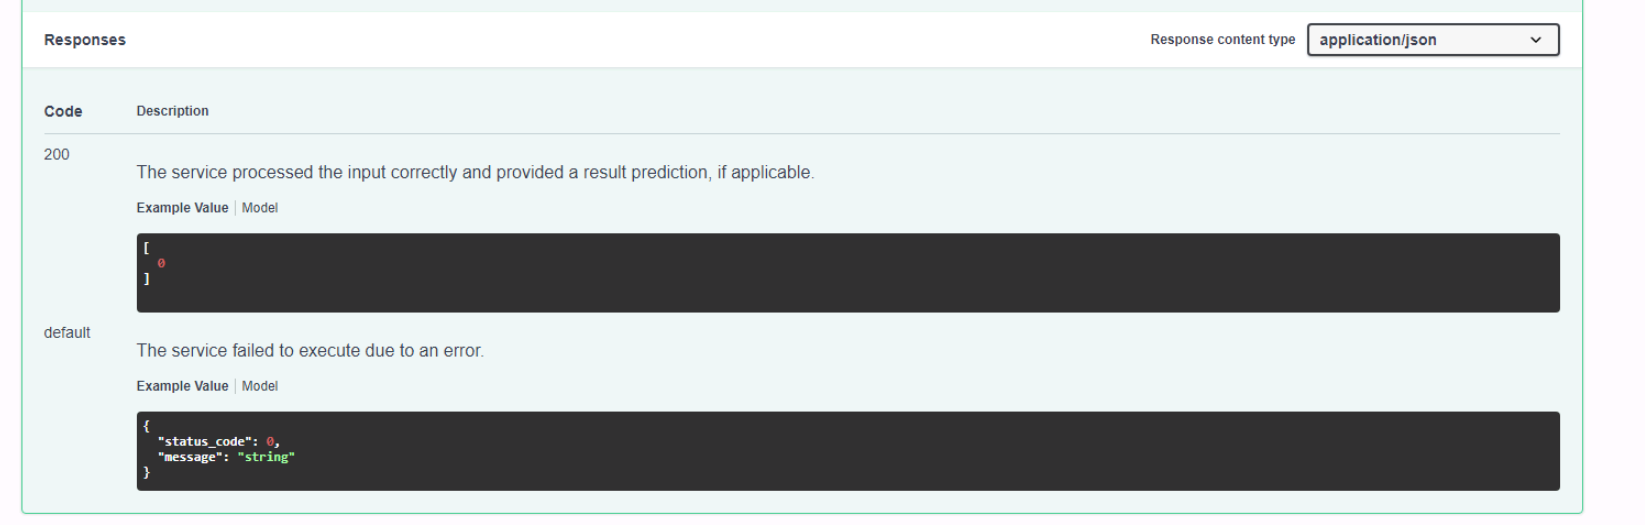 Responses
Response content type application/json
Code Description
200
The service processed the input correctly and provided a result prediction, if applicable.
Example Value Model
[
0
]
default
The service failed to execute due to an error.
Example Value Model
{
"status_code": 0,
"message": "string"
}